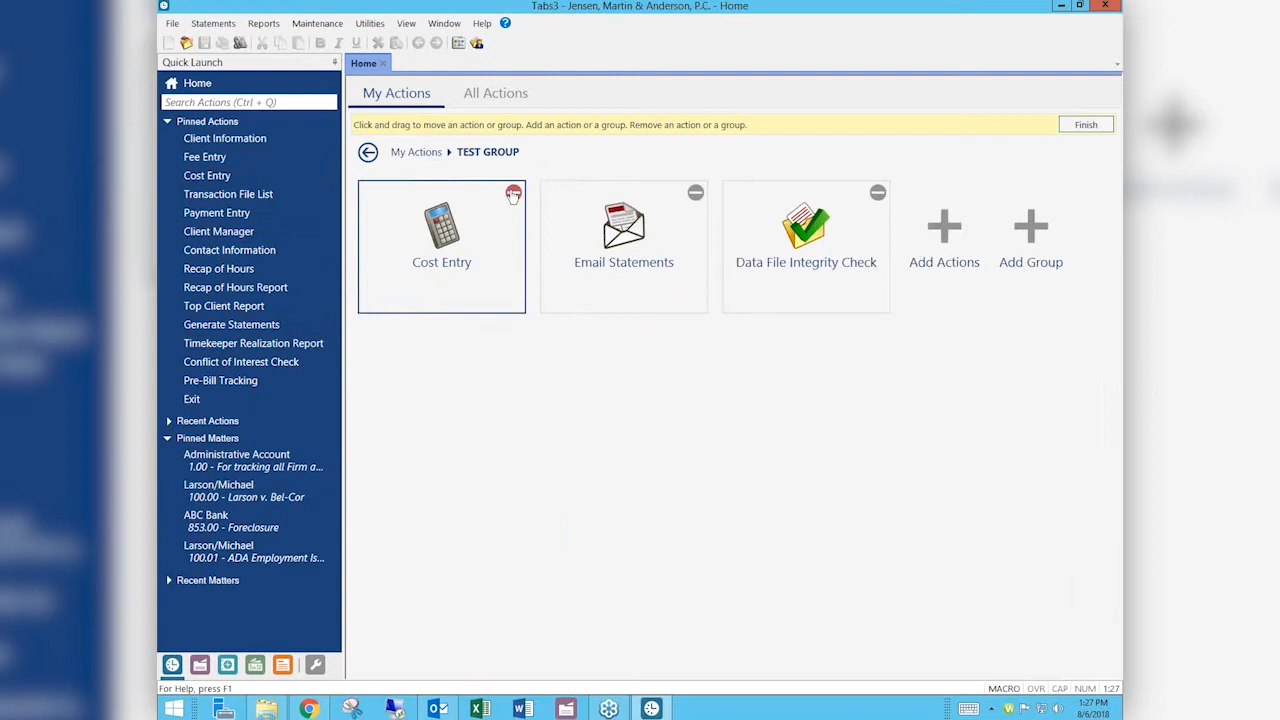 Tabs3 - Jensen, Martin & Anderson, P.C. - Home
File Statements Reports Maintenance Utilities View Window Help
Quick Launch
Home
Home
Search Actions (Ctrl + Q)
My Actions All Actions
Click and drag to move an action or group. Add an action or a group. Remove an action or a group.
Finish
My Actions TEST GROUP
Pinned Actions
Client Information
Fee Entry
Cost Entry
Transaction File List
Payment Entry
Client Manager
Contact Information
Recap of Hours
Recap of Hours Report
Top Client Report
Generate Statements
Timekeeper Realization Report
Conflict of Interest Check
Pre-Bill Tracking
Exit
Recent Actions
Pinned Matters
Administrative Account
1.00 - For tracking all Firm a...
Larson/Michael
100.00 - Larson v. Bel-Cor
ABC Bank
853.00 - Foreclosure
Larson/Michael
100.01 - ADA Employment Is...
Recent Matters
Cost Entry
Email Statements
Data File Integrity Check
Add Actions
Add Group
For Help, press F1
MACRO OVR CAP NUM 1:27
1:27 PM
8/6/2018